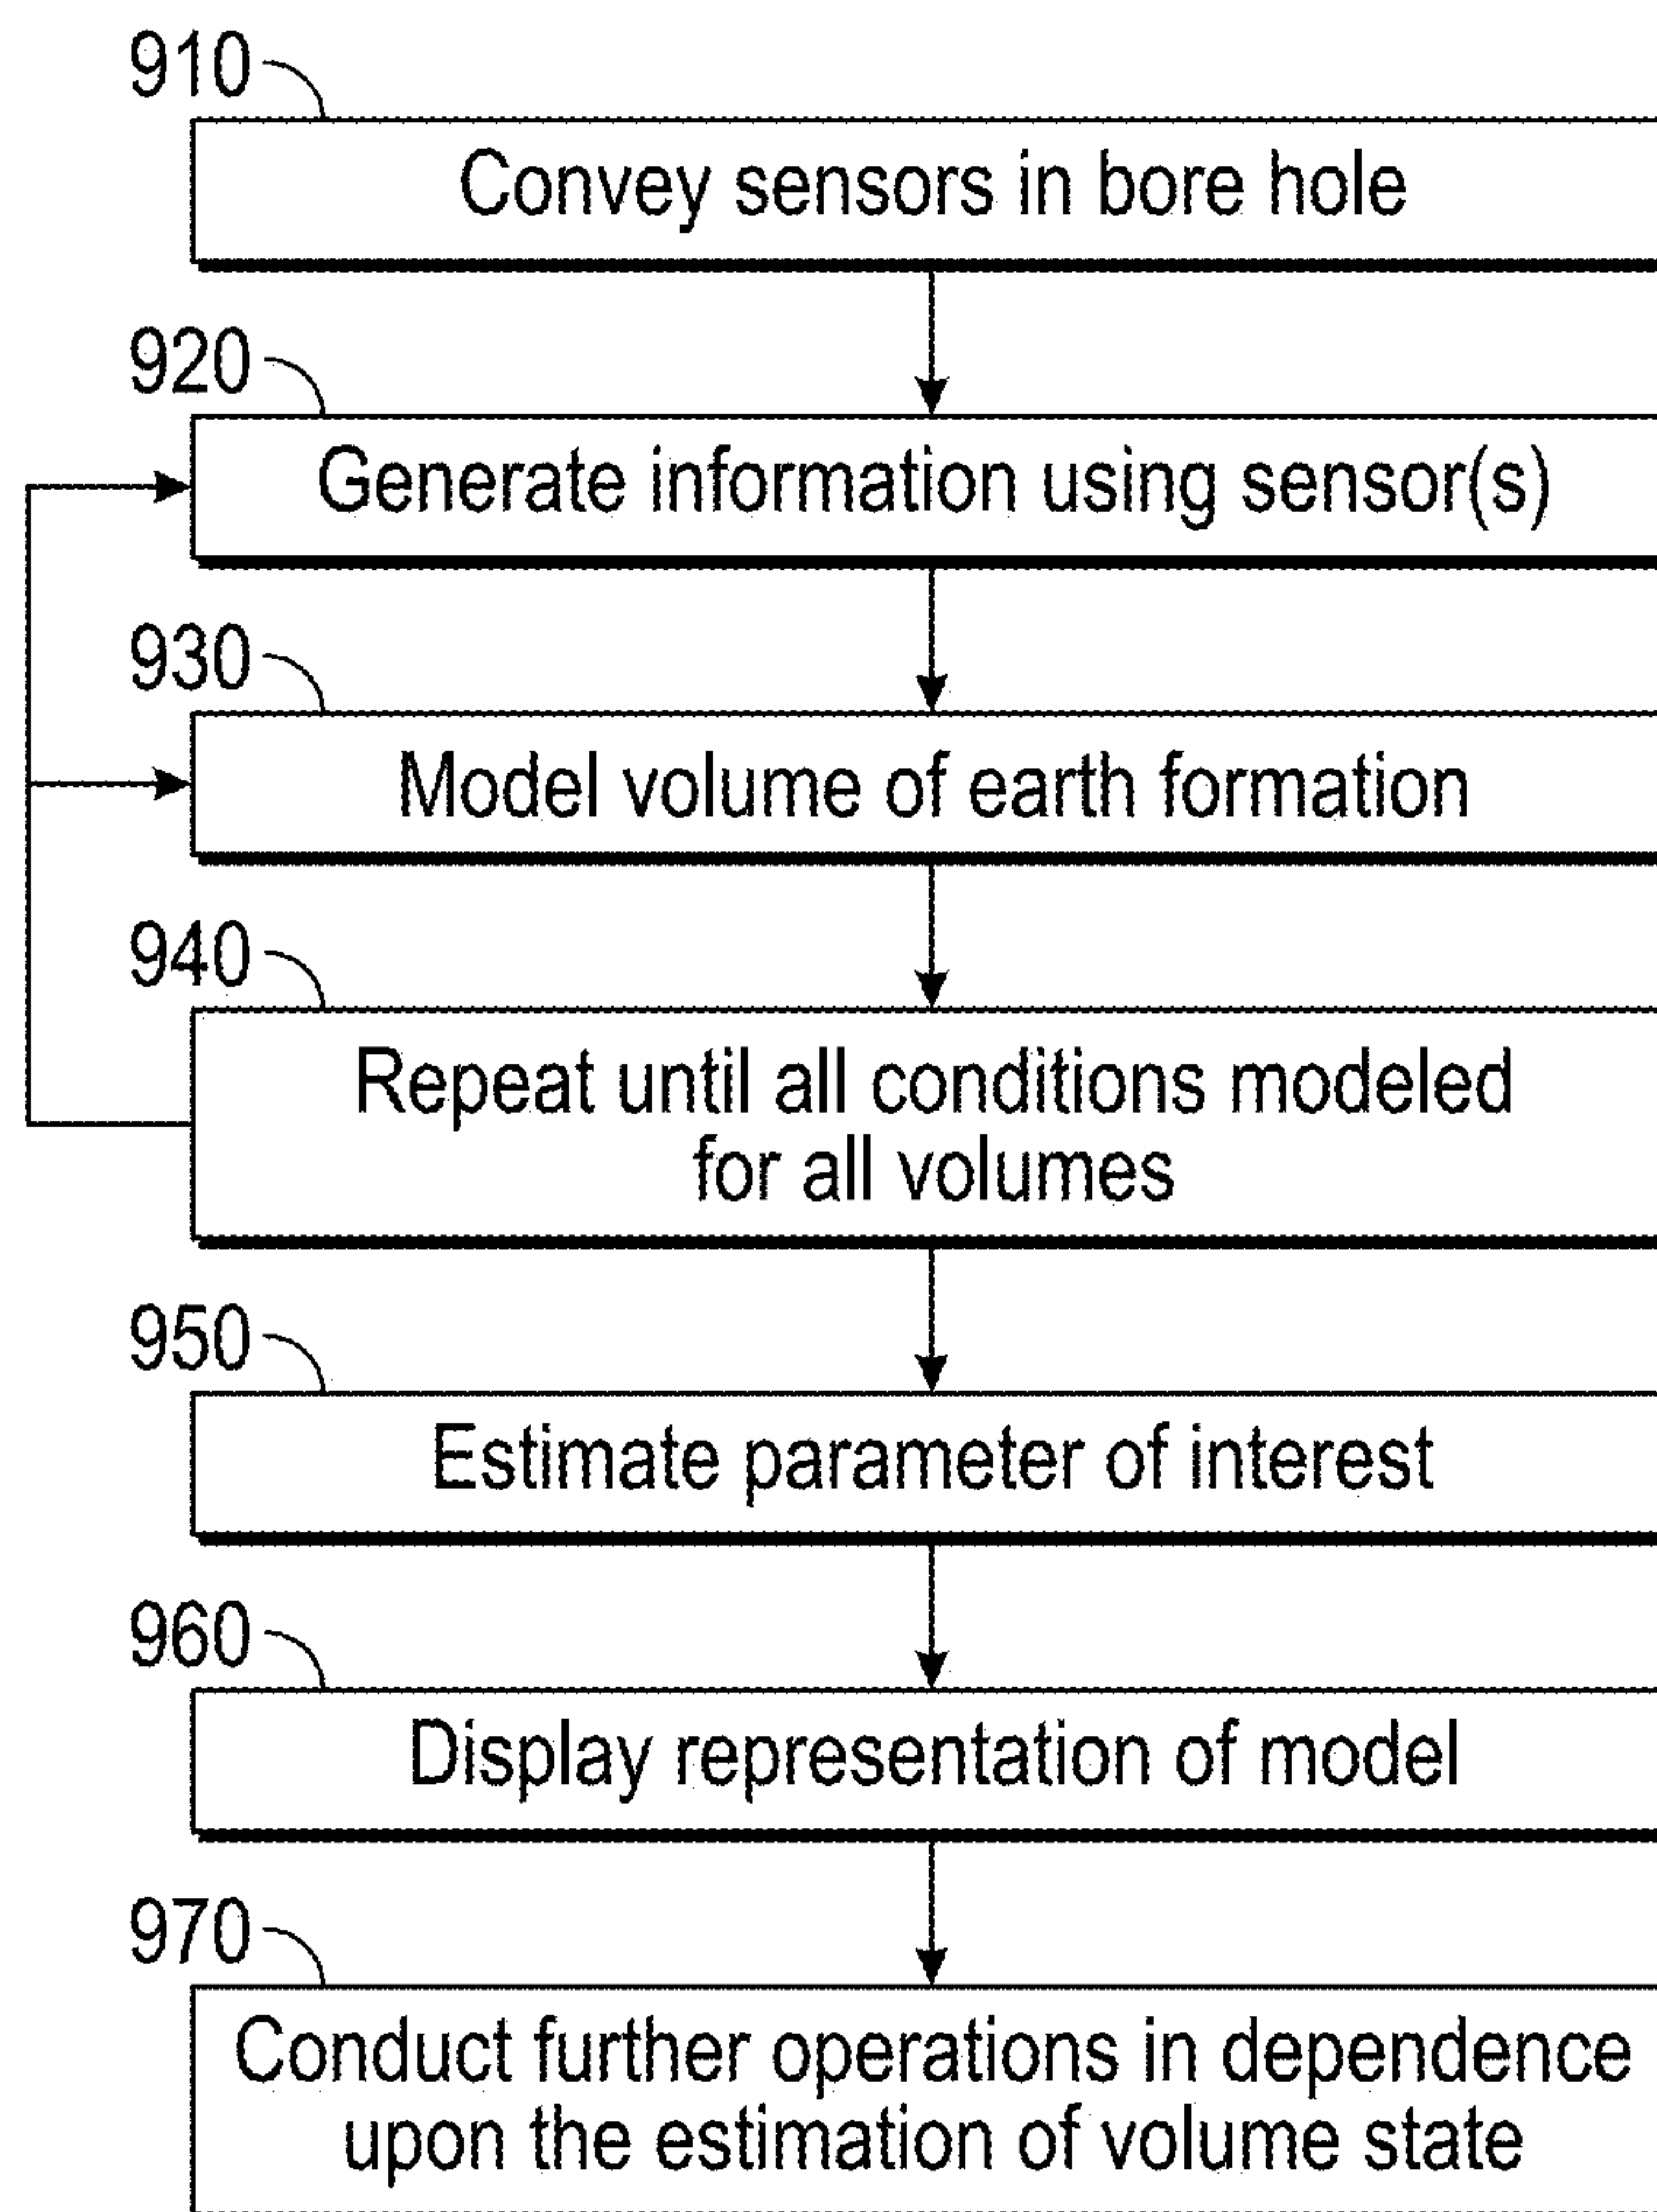 910
Convey sensors in bore hole
920
Generate information using sensor(s)
930
Model volume of earth formation
940
Repeat until all conditions modeled
for all volumes
950
Estimate parameter of interest
960
Display representation of model
970
Conduct further operations in dependence
upon the estimation of volume state